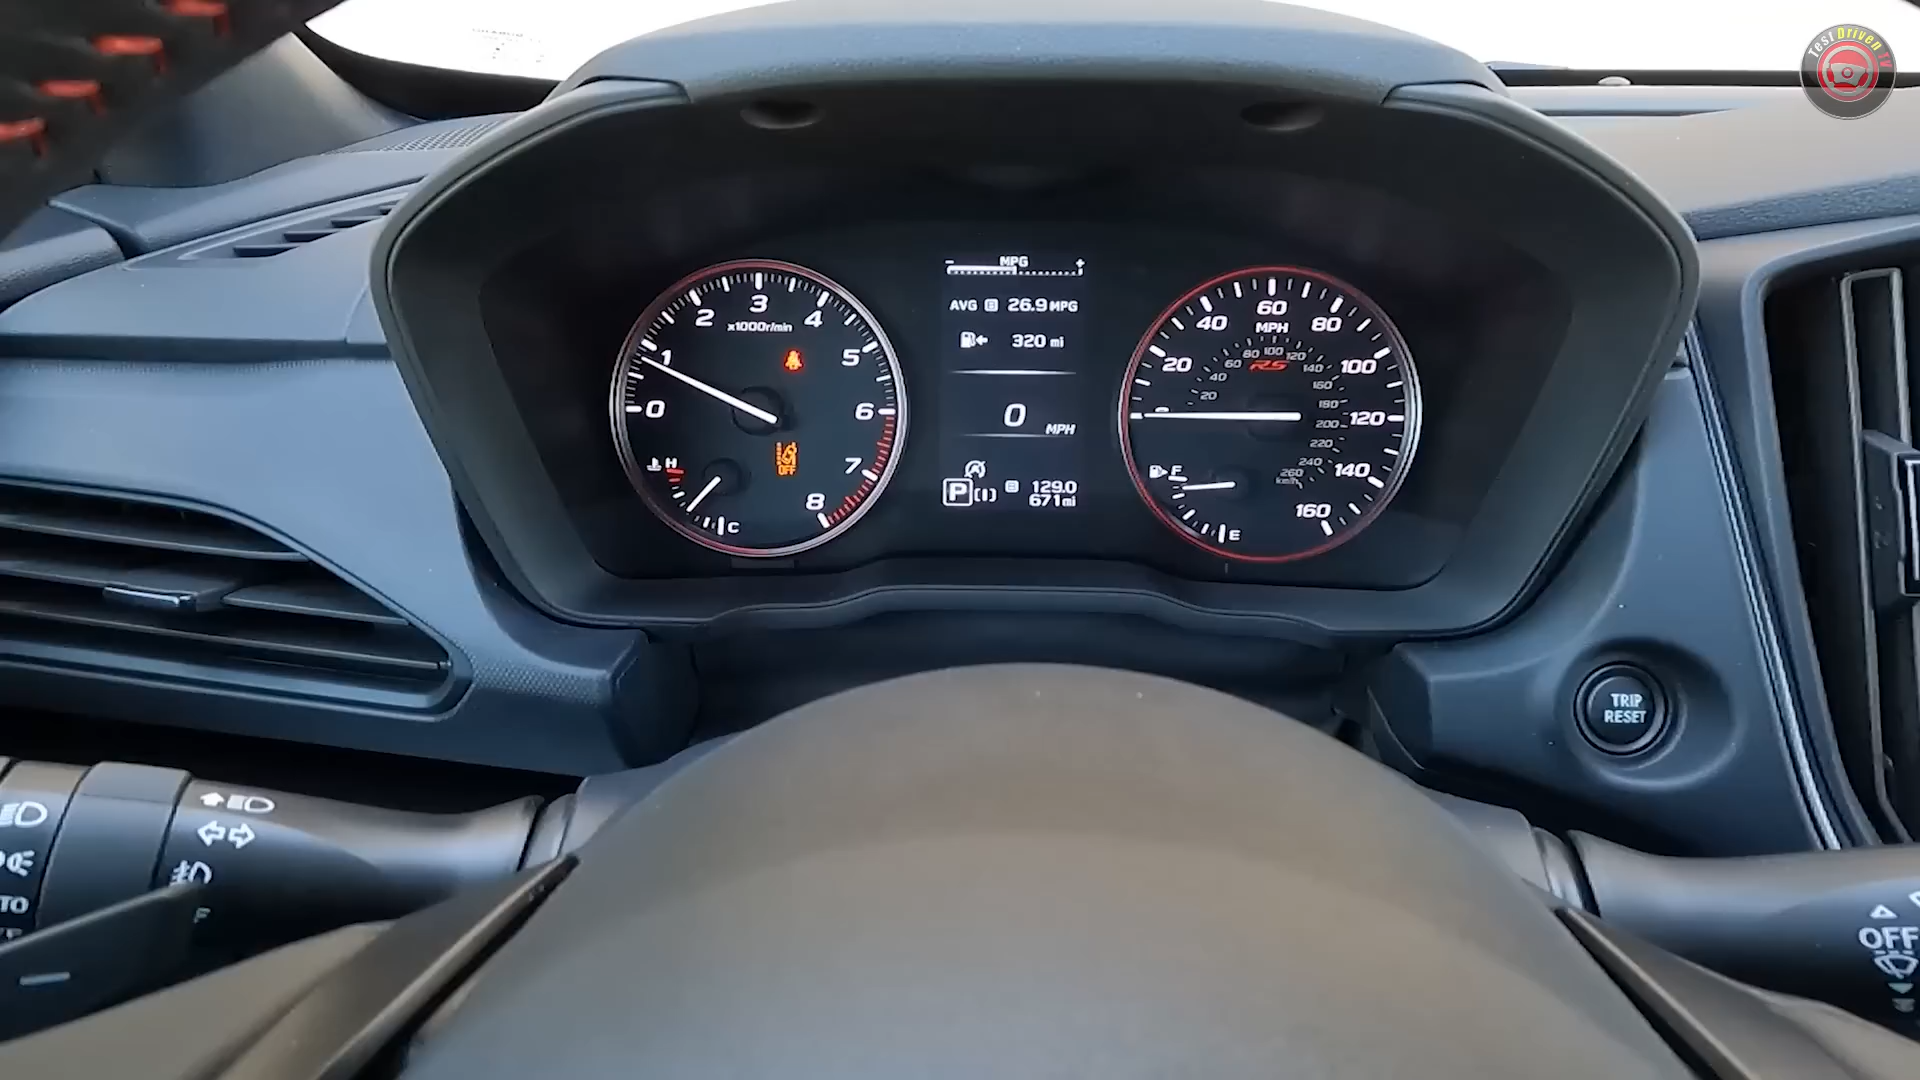 Test Driven TV
MPG
AVG B 26.9 MPG
320 mi
0
MPH
P
B 129.0
671 mi
0
1
2
3
4
5
6
7
8
x1000r/min
OFF
H
C
20
40
60
80
100
120
140
160
MPH
RS
20
40
60
80
100
120
140
160
180
200
220
240
260
km/h
F
E
TRIP
RESET
F
OFF